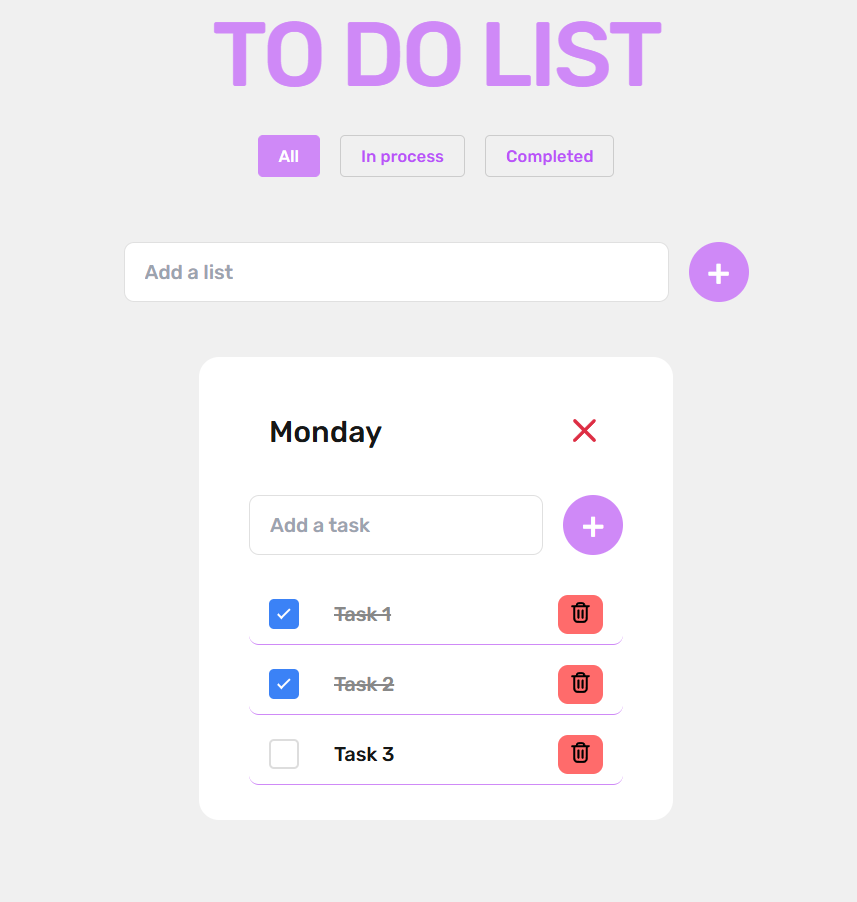 TO DO LIST
All
In process
Completed
Add a list
Monday
Add a task
Task 1
Task 2
Task 3